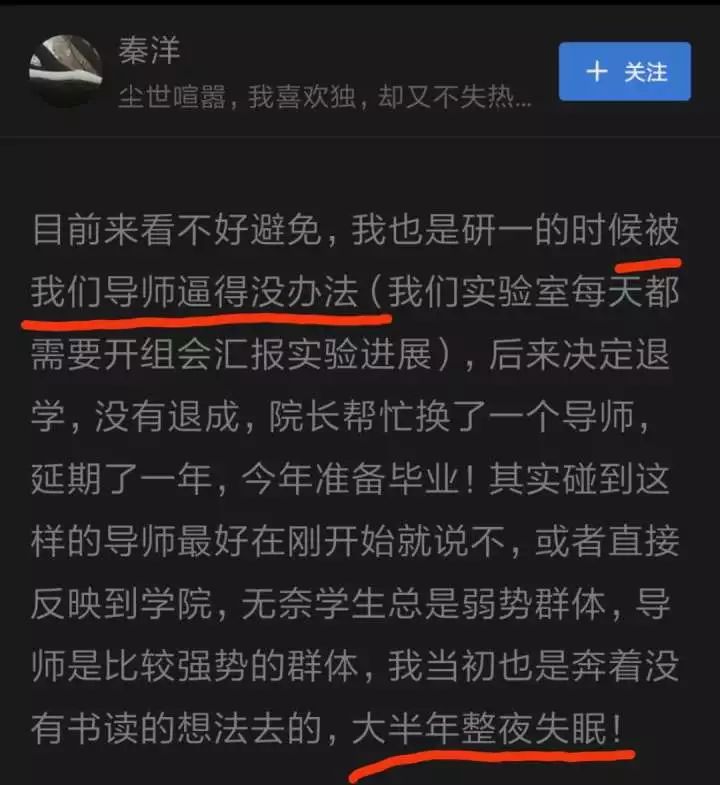 秦洋
尘世喧嚣，我喜欢独，却又不失热...
+ 关注
目前来看不好避免，我也是研一的时候被
我们导师逼得没办法（我们实验室每天都
需要开组会汇报实验进展），后来决定退
学，没有退成，院长帮忙换了一个导师，
延期了一年，今年准备毕业！其实碰到这
样的导师最好在刚开始就说不，或者直接
反映到学院，无奈学生总是弱势群体，导
师是比较强势的群体，我当初也是奔着没
有书读的想法去的，大半年整夜失眠！